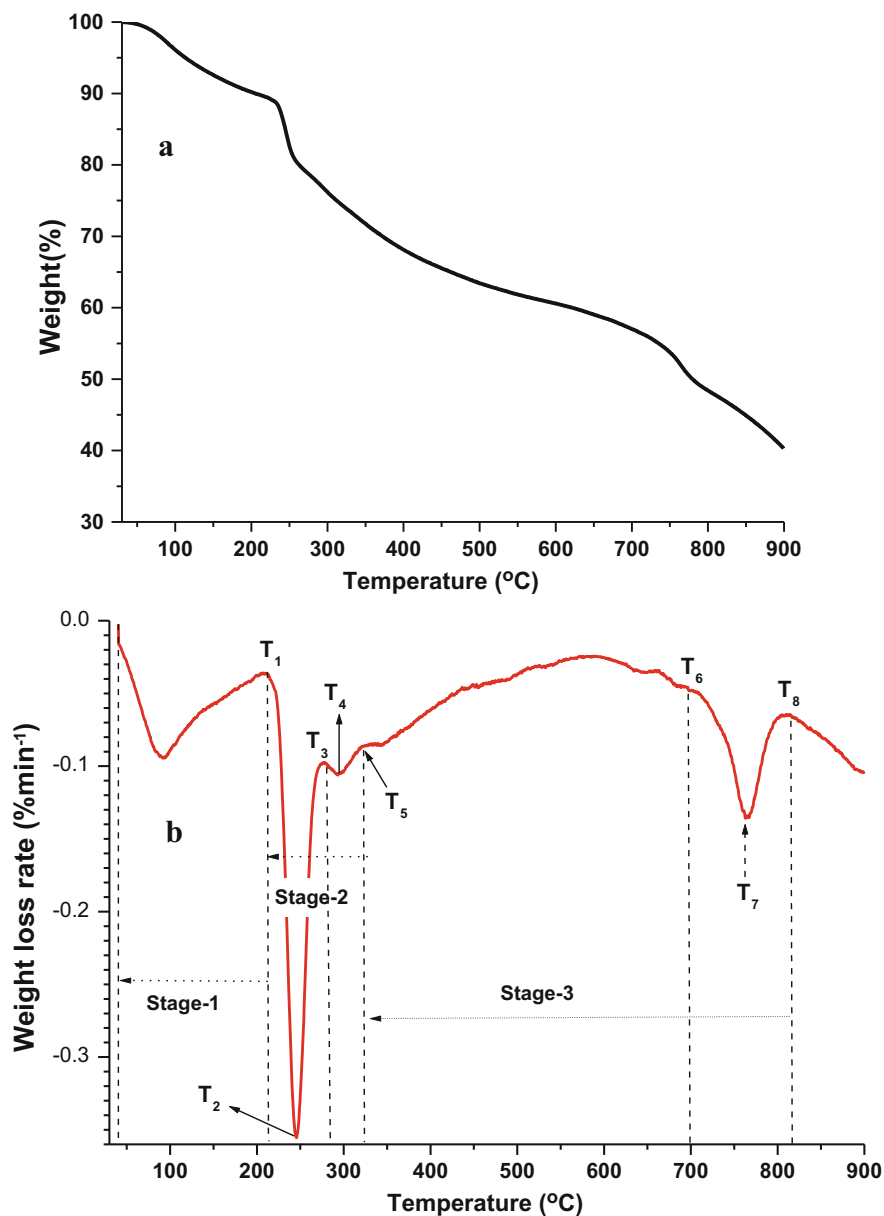 100
90
80
70
60
50
40
30
a
Weight(%)
100 200 300 400 500 600 700 800 900
Temperature (ºC)
0.0
-0.1
-0.2
-0.3
T1
T3
T4
T5
T6
T8
T7
b
Stage-2
Stage-1
Stage-3
T2
Weight loss rate (%min⁻¹)
100 200 300 400 500 600 700 800 900
Temperature (ºC)